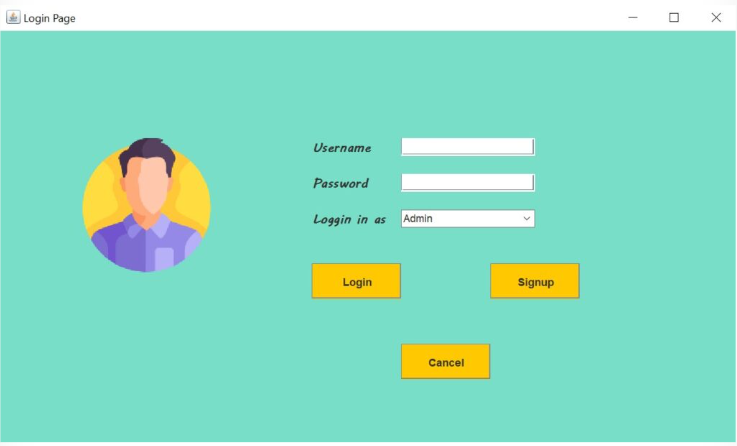 Login Page
Username
Password
Loggin in as Admin
Login Signup
Cancel